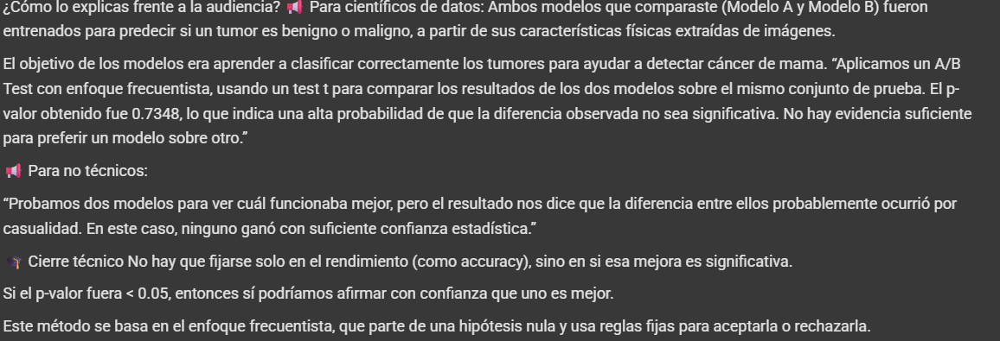 ¿Cómo lo explicas frente a la audiencia? 📢 Para científicos de datos: Ambos modelos que comparaste (Modelo A y Modelo B) fueron
entrenados para predecir si un tumor es benigno o maligno, a partir de sus características físicas extraídas de imágenes.
El objetivo de los modelos era aprender a clasificar correctamente los tumores para ayudar a detectar cáncer de mama. “Aplicamos un A/B
Test con enfoque frecuentista, usando un test t para comparar los resultados de los dos modelos sobre el mismo conjunto de prueba. El p-
valor obtenido fue 0.7348, lo que indica una alta probabilidad de que la diferencia observada no sea significativa. No hay evidencia suficiente
para preferir un modelo sobre otro.”
📢 Para no técnicos:
“Probamos dos modelos para ver cuál funcionaba mejor, pero el resultado nos dice que la diferencia entre ellos probablemente ocurrió por
casualidad. En este caso, ninguno ganó con suficiente confianza estadística.”
🎓 Cierre técnico No hay que fijarse solo en el rendimiento (como accuracy), sino en si esa mejora es significativa.
Si el p-valor fuera < 0.05, entonces sí podríamos afirmar con confianza que uno es mejor.
Este método se basa en el enfoque frecuentista, que parte de una hipótesis nula y usa reglas fijas para aceptarla o rechazarla.